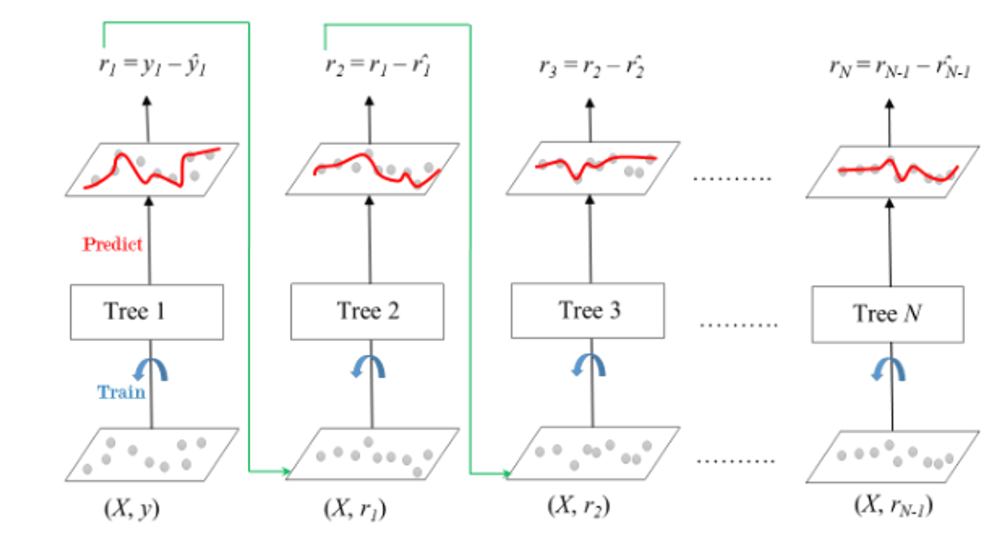 r1 = y1 − ŷ1
r2 = r1 − r̂1
r3 = r2 − r̂2
rN = rN-1 − r̂N-1
..........
Predict
Tree 1
Tree 2
Tree 3
..........
Tree N
Train
..........
(X, y)
(X, r1)
(X, r2)
(X, rN-1)